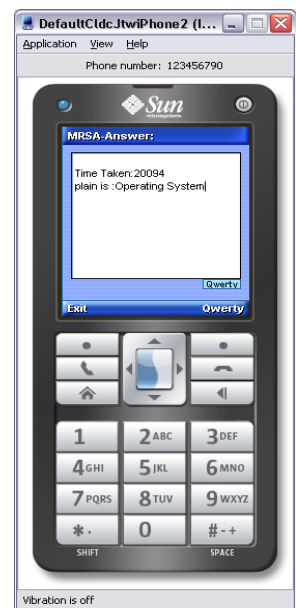 DefaultCldcJtwiPhone2 (I...
Application View Help
Phone number: 123456790
Sun
microsystems
MRSA-Answer:
Time Taken:20094
plain is :Operating System
Qwerty
Exit Qwerty
1 2 ABC 3 DEF
4 GHI 5 JKL 6 MNO
7 PQRS 8 TUV 9 WXYZ
* . 0 # - +
SHIFT SPACE
Vibration is off